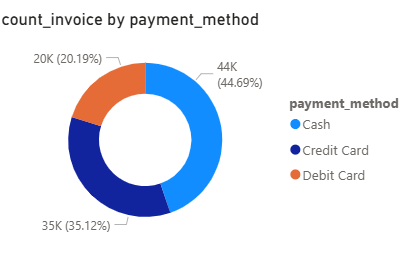 count_invoice by payment_method
20K (20.19%)
44K
(44.69%)
payment_method
Cash
Credit Card
Debit Card
35K (35.12%)